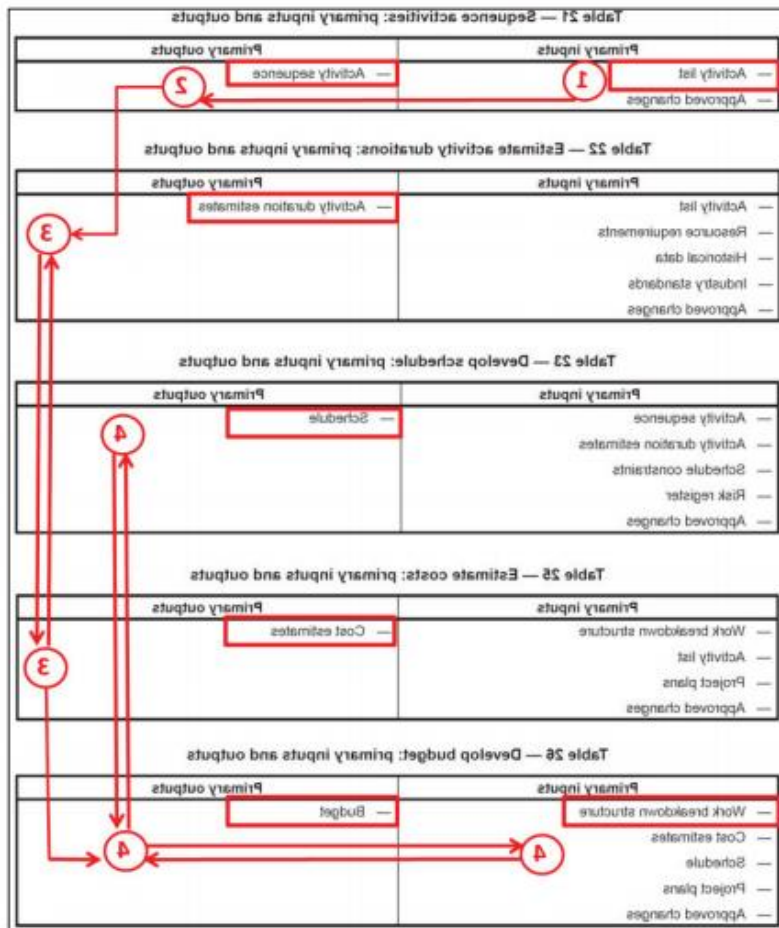 Table 21 — Sequence activities: primary inputs and outputs
Primary inputs Primary outputs
— Activity list 1 2 — Activity sequence
— Approved changes
Table 22 — Estimate activity durations: primary inputs and outputs
Primary inputs Primary outputs
— Activity list — Activity duration estimates
— Resource requirements 3
— Historical data
— Industry standards
— Approved changes
Table 23 — Develop schedule: primary inputs and outputs
Primary inputs Primary outputs
— Activity sequence — Schedule
— Activity duration estimates 4
— Schedule constraints
— Risk register
— Approved changes
Table 25 — Estimate costs: primary inputs and outputs
Primary inputs Primary outputs
— Work breakdown structure — Cost estimates
— Activity list 3
— Project plans
— Approved changes
Table 26 — Develop budget: primary inputs and outputs
Primary inputs Primary outputs
— Work breakdown structure — Budget
— Cost estimates
— Schedule 4 4
— Project plans
— Approved changes